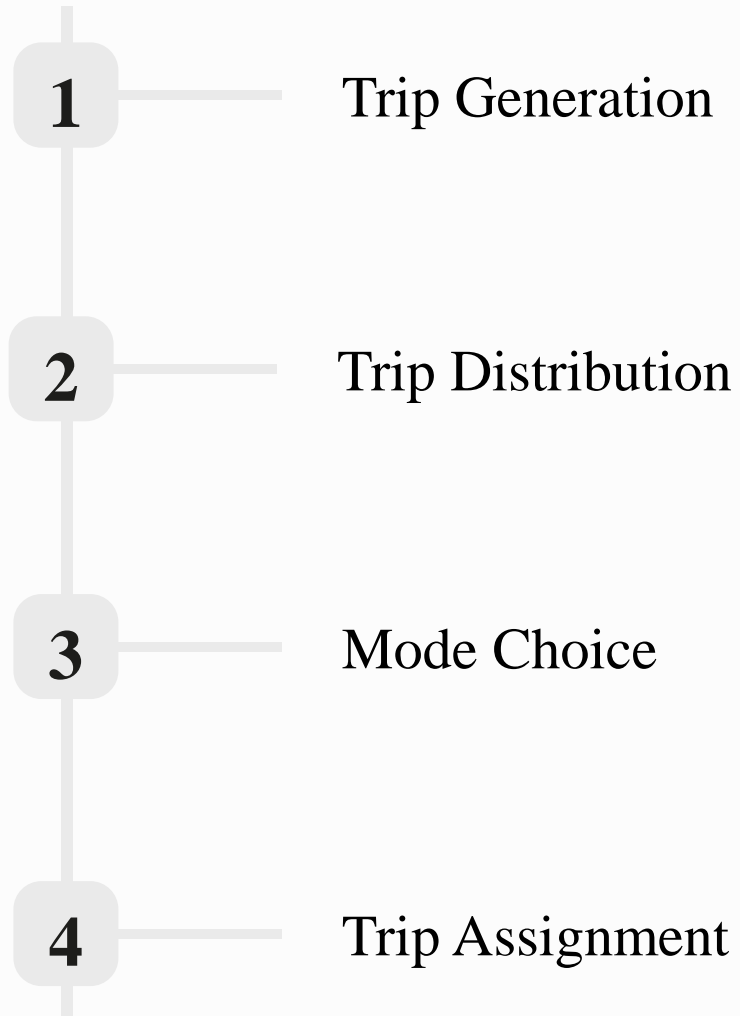 1 Trip Generation
2 Trip Distribution
3 Mode Choice
4 Trip Assignment